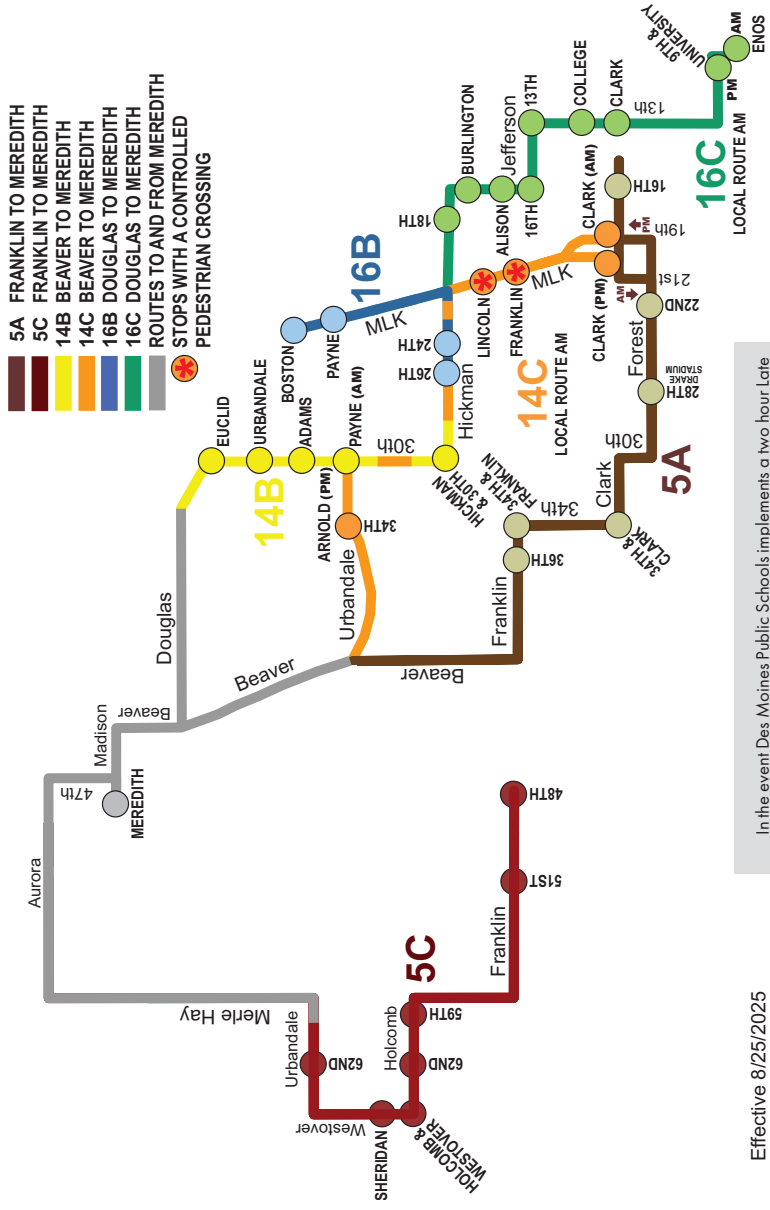 5A FRANKLIN TO MEREDITH
5C FRANKLIN TO MEREDITH
14B BEAVER TO MEREDITH
14C BEAVER TO MEREDITH
16B DOUGLAS TO MEREDITH
16C DOUGLAS TO MEREDITH
ROUTES TO AND FROM MEREDITH
STOPS WITH A CONTROLLED
PEDESTRIAN CROSSING
Aurora
47th
Madison
MEREDITH
Beaver
Douglas
Beaver
Merle Hay
Urbandale
62ND
Westover
SHERIDAN
HOLCOMB &
WESTOVER
Holcomb
62ND
59TH
5C
Franklin
51ST
48TH
EUCLID
URBANDALE
ADAMS
PAYNE (AM)
14B
30th
ARNOLD (PM)
34TH
Urbandale
HICKMAN
& 30TH
Hickman
26TH
24TH
BOSTON
PAYNE
MLK
16B
18TH
BURLINGTON
ALISON
Jefferson
16TH
13TH
COLLEGE
CLARK
13th
9TH &
UNIVERSITY
PM
AM
ENOS
16C
LOCAL ROUTE AM
LINCOLN
FRANKLIN
MLK
14C
LOCAL ROUTE AM
CLARK (AM)
CLARK (PM)
16TH
19th
PM
21st
AM
22ND
Forest
28TH
DRAKE
STADIUM
30th
Clark
5A
34TH &
CLARK
34th
34TH &
FRANKLIN
36TH
Franklin
Beaver
In the event Des Moines Public Schools implements a two hour Late
Effective 8/25/2025